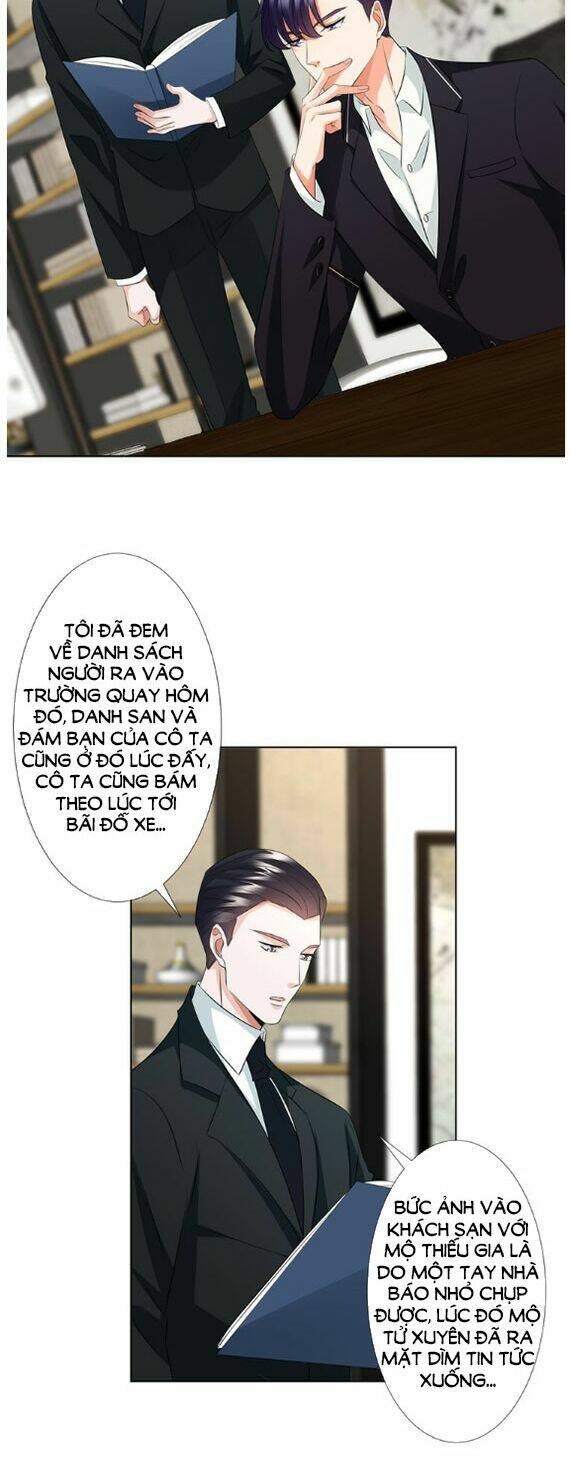 TÔI ĐÃ ĐEM
VỀ DANH SÁCH
NGƯỜI RA VÀO
TRƯỜNG QUAY HÔM
ĐÓ, DANH SAN VÀ
ĐÁM BẠN CỦA CÔ TA
CŨNG Ở ĐÓ LÚC ĐẤY,
CÔ TA CŨNG BÁM
THEO LÚC TỚI
BÃI ĐỖ XE...
BỨC ẢNH VÀO
KHÁCH SẠN VỚI
MỘ THIẾU GIA LÀ
DO MỘT TAY NHÀ
BÁO NHỎ CHỤP
ĐƯỢC, LÚC ĐÓ MỘ
TỬ XUYÊN ĐÃ RA
MẶT DÌM TIN TỨC
XUỐNG...